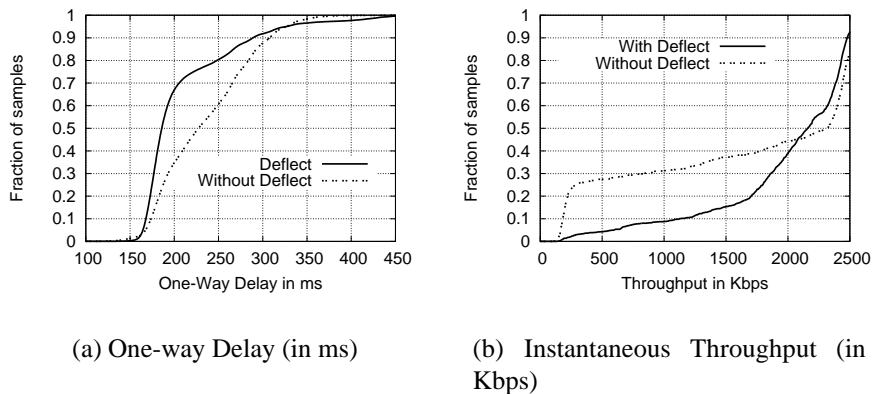 1
0.9
0.8
0.7
0.6
0.5
0.4
0.3
0.2
0.1
0
Fraction of samples
Deflect
Without Deflect
100 150 200 250 300 350 400 450
One-Way Delay in ms
(a) One-way Delay (in ms)
1
0.9
0.8
0.7
0.6
0.5
0.4
0.3
0.2
0.1
0
Fraction of samples
With Deflect
Without Deflect
0 500 1000 1500 2000 2500
Throughput in Kbps
(b) Instantaneous Throughput (in
Kbps)